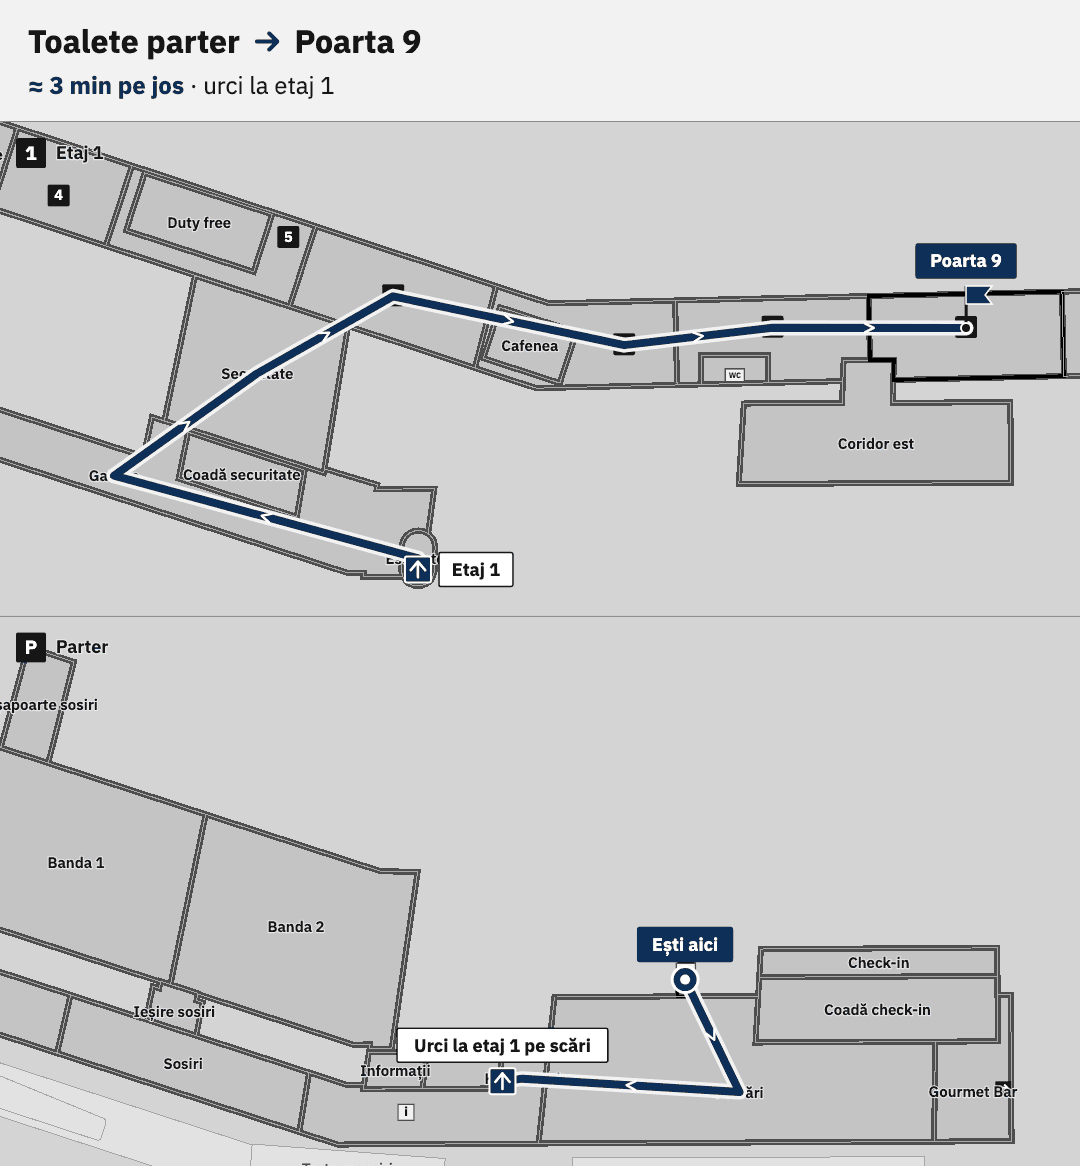 Toalete parter → Poarta 9
≈ 3 min pe jos · urci la etaj 1
1 Etaj 1
4
Duty free
5
Poarta 9
Cafenea
wc
Coridor est
Coadă securitate
Etaj 1
P Parter
Banda 1
Banda 2
Ești aici
Check-in
Ieșire sosiri
Coadă check-in
Urci la etaj 1 pe scări
Sosiri
Informații
Gourmet Bar
i